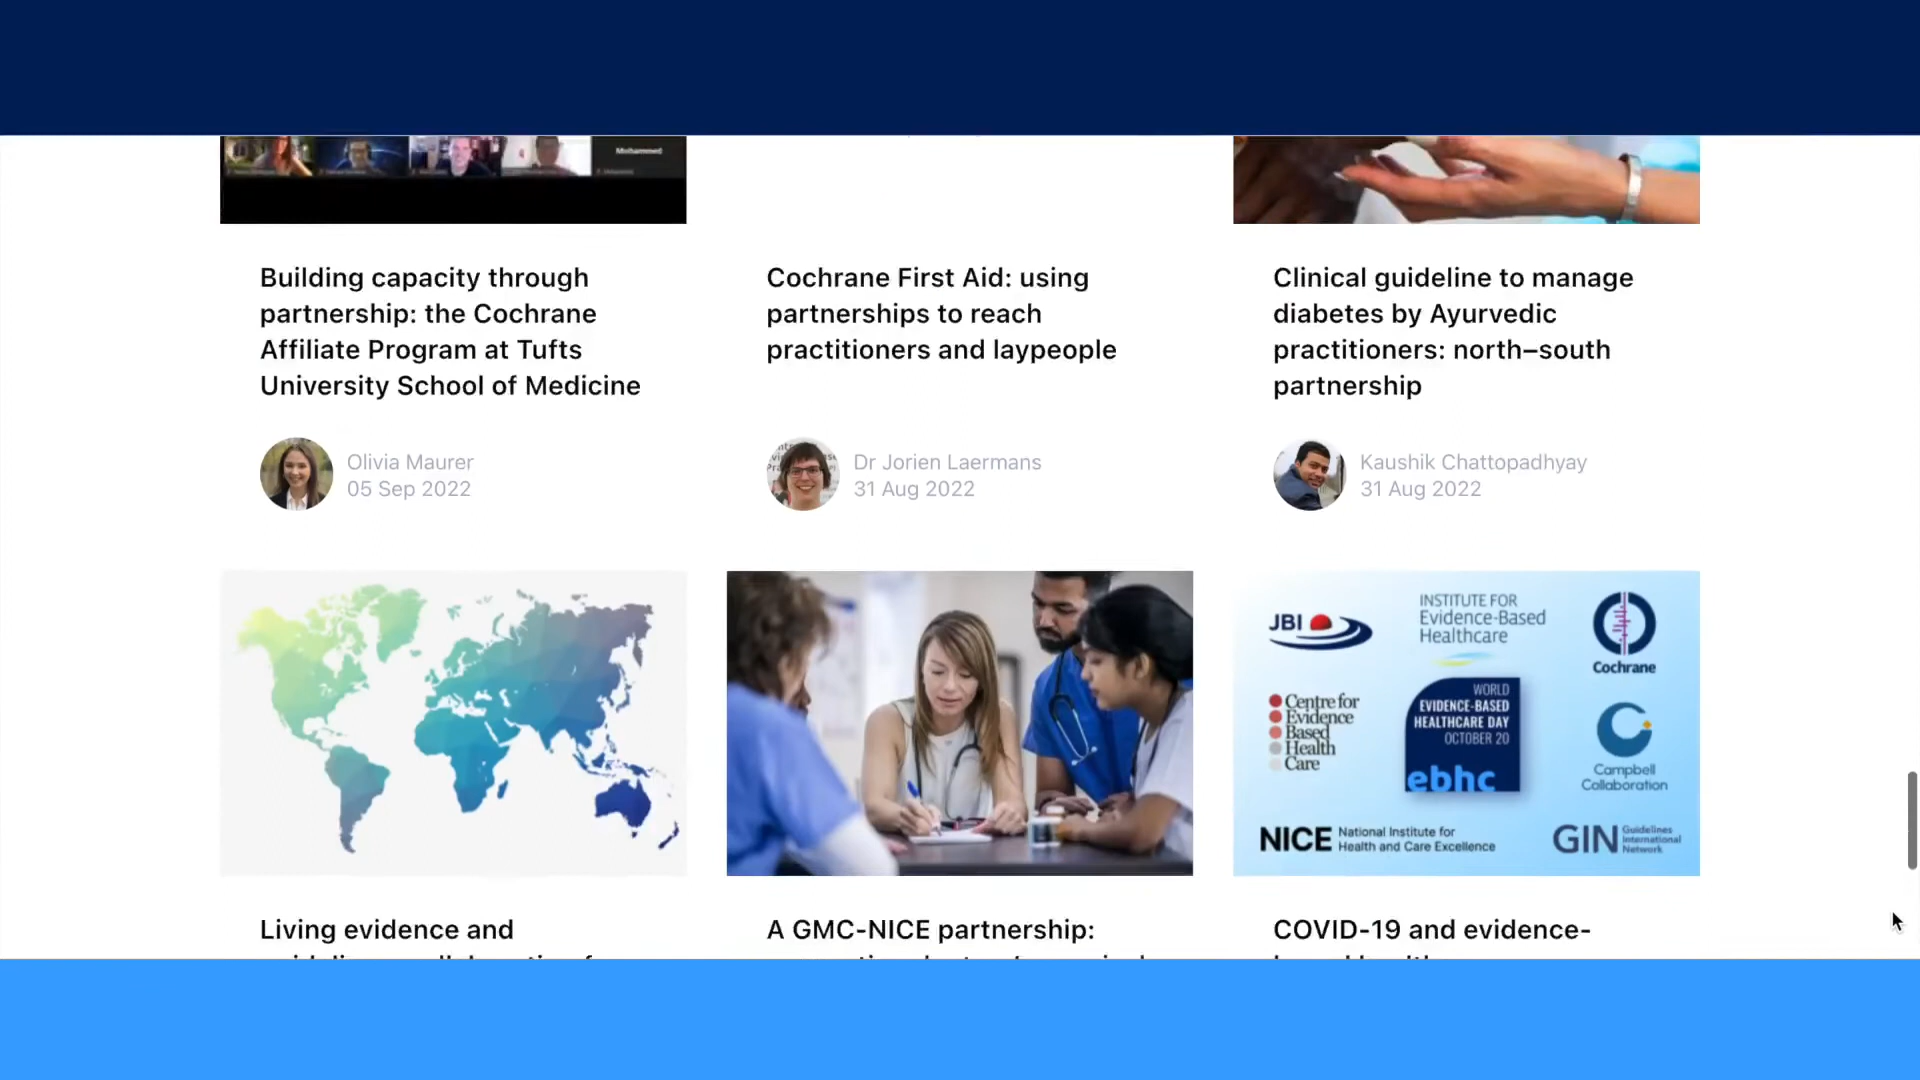 Mohammed
Building capacity through
partnership: the Cochrane
Affiliate Program at Tufts
University School of Medicine
Olivia Maurer
05 Sep 2022
Cochrane First Aid: using
partnerships to reach
practitioners and laypeople
Dr Jorien Laermans
31 Aug 2022
Clinical guideline to manage
diabetes by Ayurvedic
practitioners: north–south
partnership
Kaushik Chattopadhyay
31 Aug 2022
JBI
INSTITUTE FOR
Evidence-Based
Healthcare
Cochrane
Centre for
Evidence
Based
Health
Care
WORLD
EVIDENCE-BASED
HEALTHCARE DAY
OCTOBER 20
ebhc
Campbell
Collaboration
NICE National Institute for
Health and Care Excellence
GIN Guidelines
International
Network
Living evidence and
A GMC-NICE partnership:
COVID-19 and evidence-